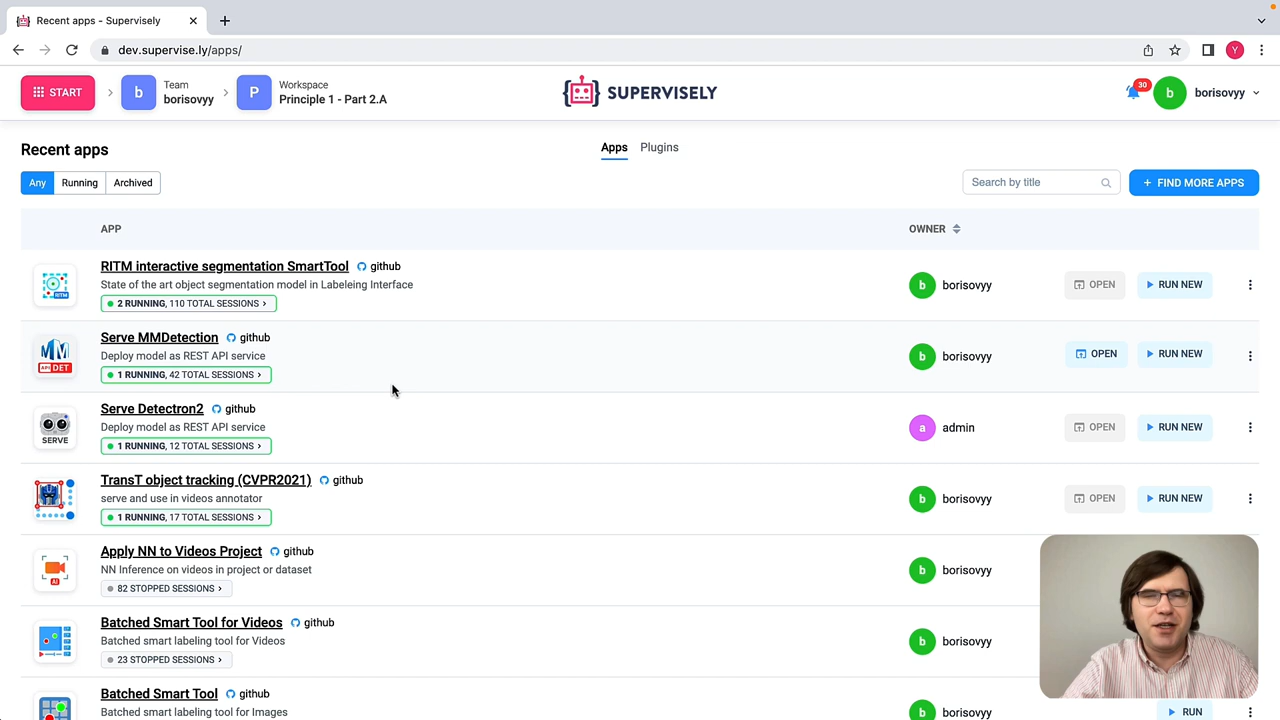 Recent apps - Supervisely
dev.supervise.ly/apps/
Y
START
b
Team
borisovyy
P
Workspace
Principle 1 - Part 2.A
SUPERVISELY
30
b
borisovyy
Recent apps
Apps
Plugins
Any
Running
Archived
Search by title
+ FIND MORE APPS
APP
OWNER
RITM
RITM interactive segmentation SmartTool
github
State of the art object segmentation model in Labeleing Interface
2 RUNNING, 110 TOTAL SESSIONS
b
borisovyy
OPEN
RUN NEW
MM
API DET
Serve MMDetection
github
Deploy model as REST API service
1 RUNNING, 42 TOTAL SESSIONS
b
borisovyy
OPEN
RUN NEW
SERVE
Serve Detectron2
github
Deploy model as REST API service
1 RUNNING, 12 TOTAL SESSIONS
a
admin
OPEN
RUN NEW
TransT object tracking (CVPR2021)
github
serve and use in videos annotator
1 RUNNING, 17 TOTAL SESSIONS
b
borisovyy
OPEN
RUN NEW
AI
Apply NN to Videos Project
github
NN Inference on videos in project or dataset
82 STOPPED SESSIONS
b
borisovyy
Batched Smart Tool for Videos
github
Batched smart labeling tool for Videos
23 STOPPED SESSIONS
b
borisovyy
Batched Smart Tool
github
Batched smart labeling tool for Images
b
borisovyy
RUN